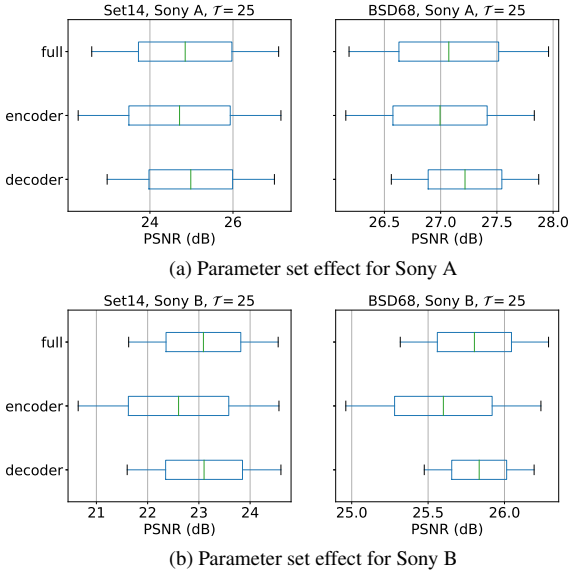 Set14, Sony A, 𝒯 = 25
BSD68, Sony A, 𝒯 = 25
full
encoder
decoder
24 26
26.5 27.0 27.5 28.0
PSNR (dB)
PSNR (dB)
(a) Parameter set effect for Sony A
Set14, Sony B, 𝒯 = 25
BSD68, Sony B, 𝒯 = 25
full
encoder
decoder
21 22 23 24
25.0 25.5 26.0
PSNR (dB)
PSNR (dB)
(b) Parameter set effect for Sony B